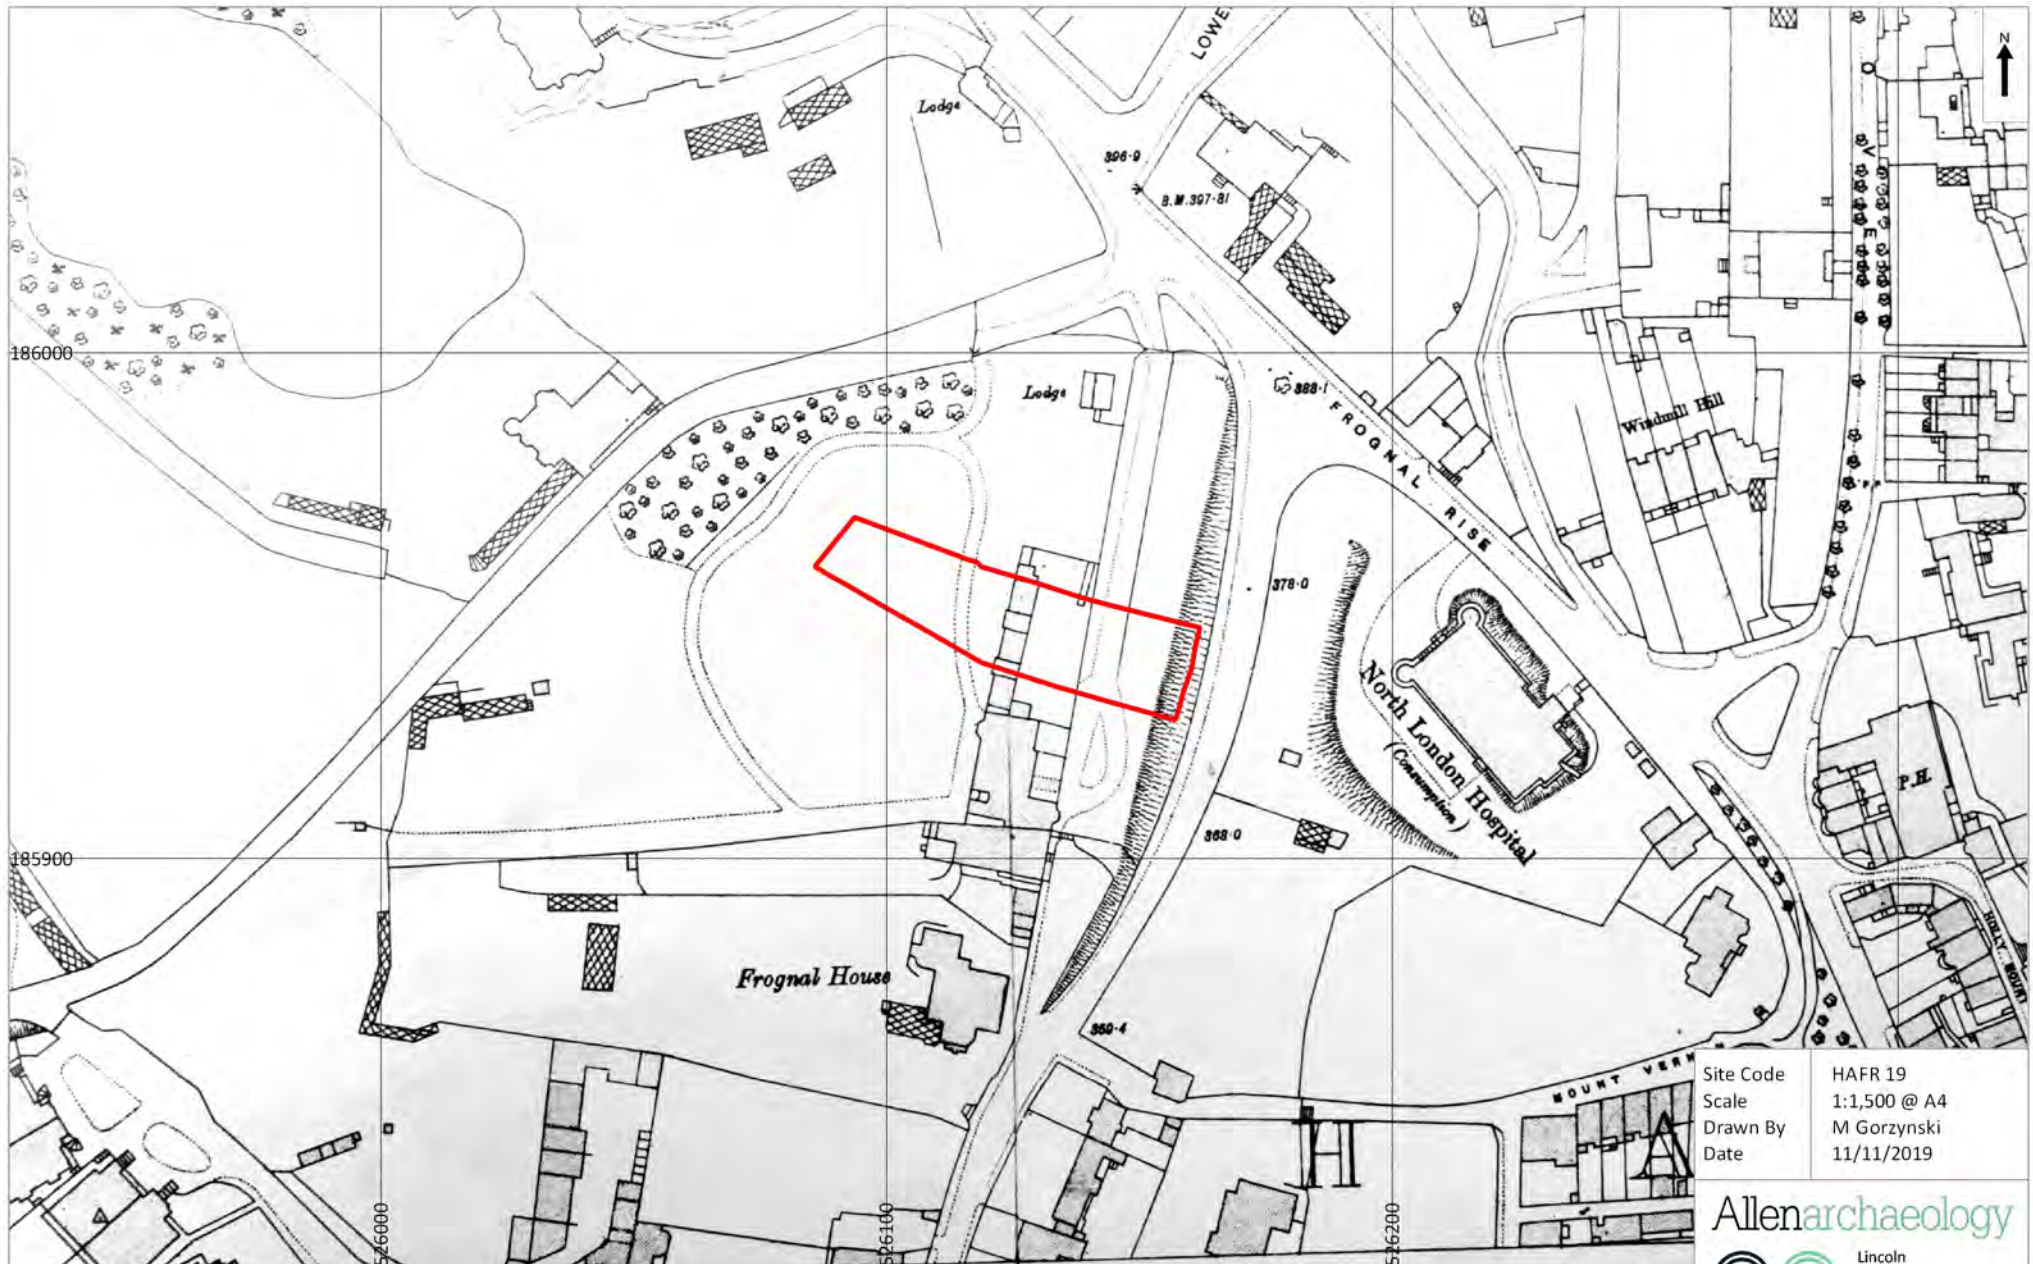 LOWE
N
O
V
E
Lodge
396·9
B.M.397·81
186000
Lodge
388·1
FROGNAL RISE
Windmill Hill
F.P.
378·0
North London Hospital
(Consumption)
P.H.
368·0
185900
HOLLY MOUNT
Frognal House
359·4
MOUNT VERN
H
A
526000
526100
526200
Site Code HAFR 19
Scale 1:1,500 @ A4
Drawn By M Gorzynski
Date 11/11/2019
Allenarchaeology
Lincoln